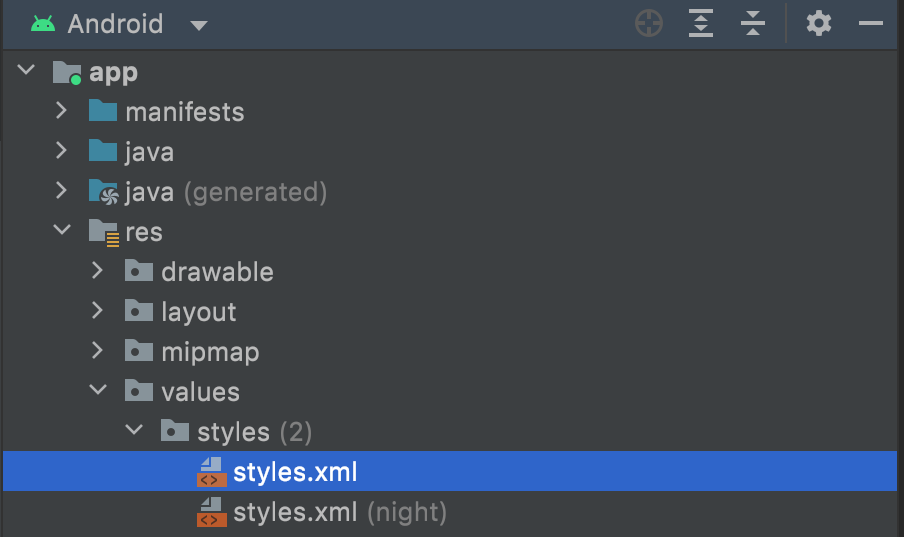 Android
app
manifests
java
java (generated)
res
drawable
layout
mipmap
values
styles (2)
styles.xml
styles.xml (night)